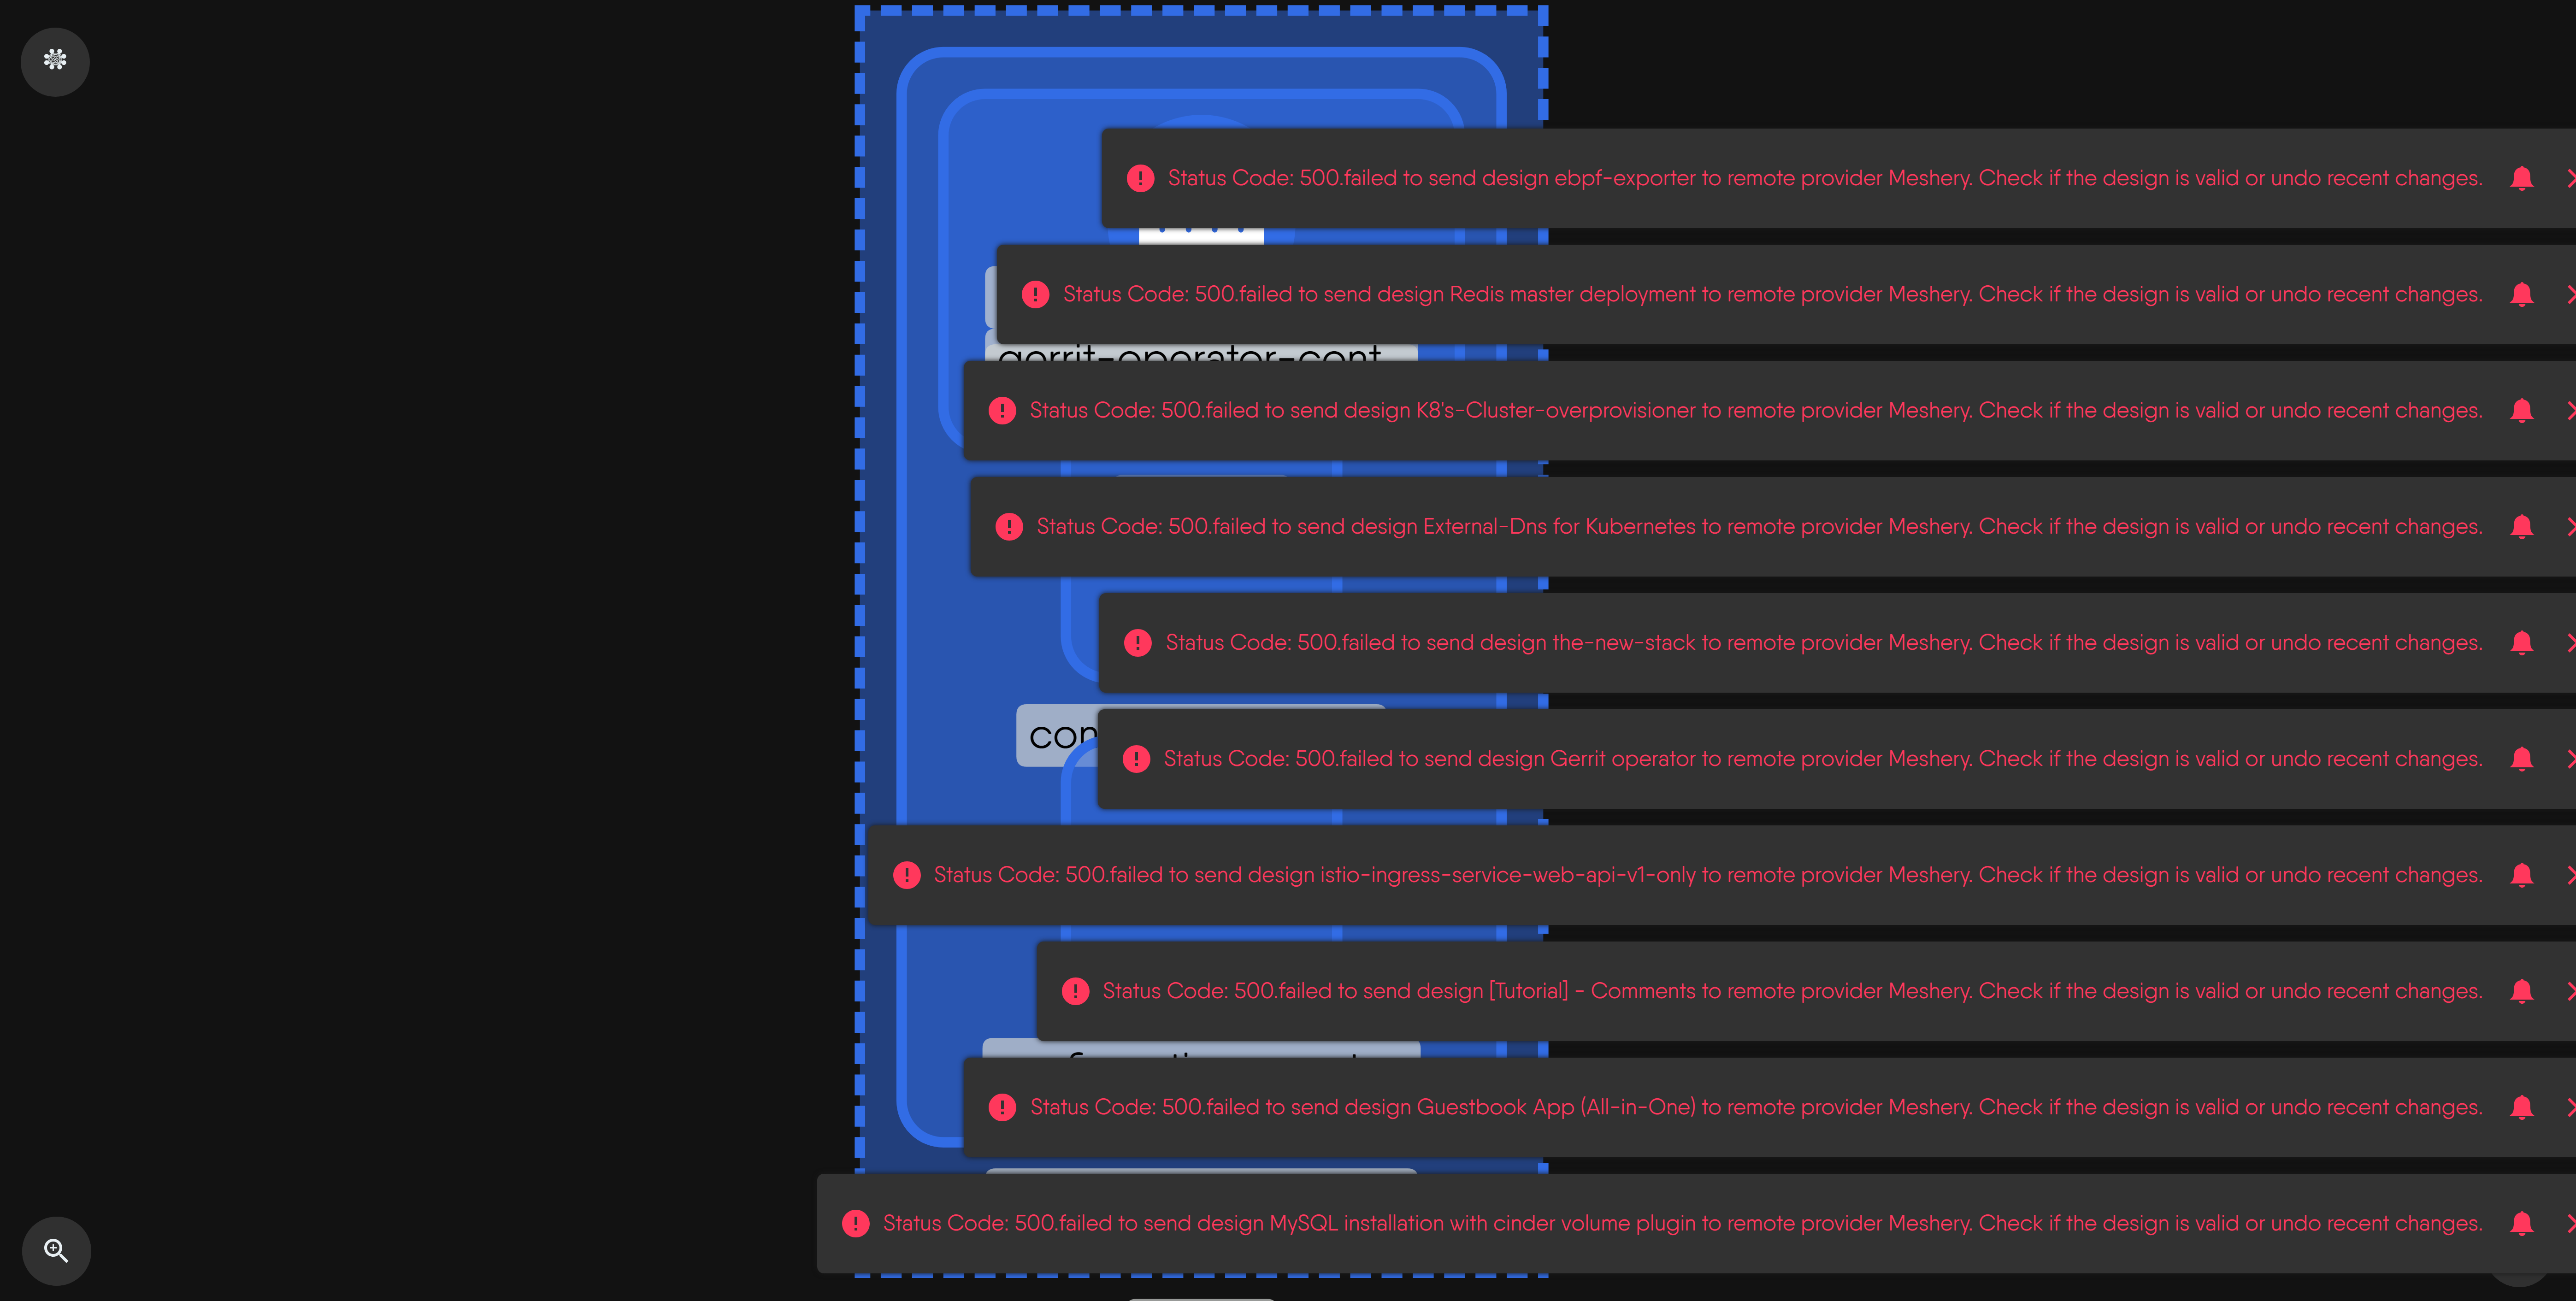 Status Code: 500.failed to send design ebpf-exporter to remote provider Meshery. Check if the design is valid or undo recent changes.
Status Code: 500.failed to send design Redis master deployment to remote provider Meshery. Check if the design is valid or undo recent changes.
gerrit-operator-cont
Status Code: 500.failed to send design K8's-Cluster-overprovisioner to remote provider Meshery. Check if the design is valid or undo recent changes.
Status Code: 500.failed to send design External-Dns for Kubernetes to remote provider Meshery. Check if the design is valid or undo recent changes.
Status Code: 500.failed to send design the-new-stack to remote provider Meshery. Check if the design is valid or undo recent changes.
con
Status Code: 500.failed to send design Gerrit operator to remote provider Meshery. Check if the design is valid or undo recent changes.
Status Code: 500.failed to send design istio-ingress-service-web-api-v1-only to remote provider Meshery. Check if the design is valid or undo recent changes.
Status Code: 500.failed to send design [Tutorial] - Comments to remote provider Meshery. Check if the design is valid or undo recent changes.
Status Code: 500.failed to send design Guestbook App (All-in-One) to remote provider Meshery. Check if the design is valid or undo recent changes.
Status Code: 500.failed to send design MySQL installation with cinder volume plugin to remote provider Meshery. Check if the design is valid or undo recent changes.